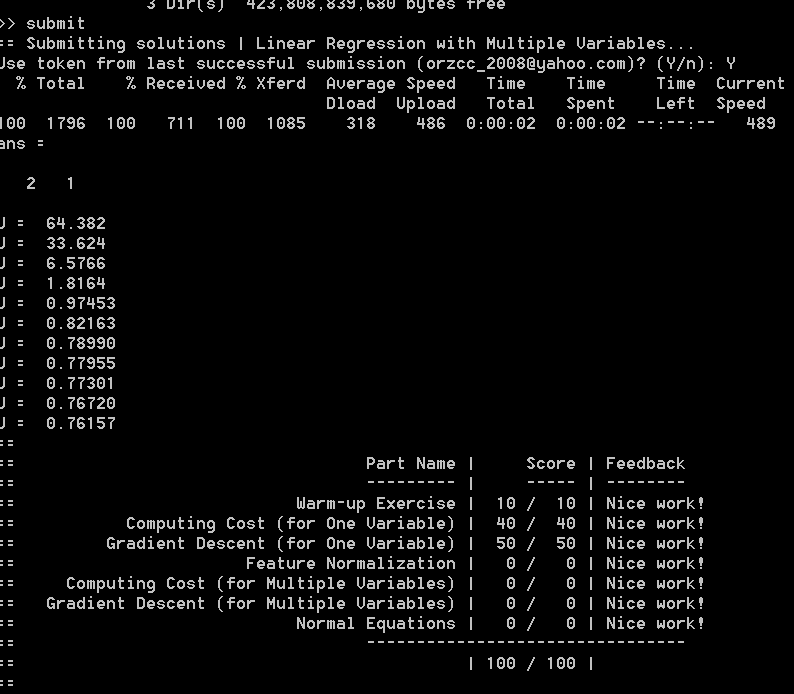 3 Dir(s)  423,808,839,680 bytes free
>> submit
== Submitting solutions | Linear Regression with Multiple Variables...
Use token from last successful submission (orzcc_2008@yahoo.com)? (Y/n): Y
% Total    % Received % Xferd  Average Speed   Time    Time     Time  Current
Dload  Upload   Total   Spent    Left  Speed
100  1796  100   711  100  1085    318    486  0:00:02  0:00:02 --:--:--   489
ans =
2   1
J =  64.382
J =  33.624
J =  6.5766
J =  1.8164
J =  0.97453
J =  0.82163
J =  0.78990
J =  0.77955
J =  0.77301
J =  0.76720
J =  0.76157
==
==                                   Part Name |     Score | Feedback
==                                   --------- |     ----- | --------
==                            Warm-up Exercise |  10 /  10 | Nice work!
==           Computing Cost (for One Variable) |  40 /  40 | Nice work!
==         Gradient Descent (for One Variable) |  50 /  50 | Nice work!
==                       Feature Normalization |   0 /   0 | Nice work!
==     Computing Cost (for Multiple Variables) |   0 /   0 | Nice work!
==   Gradient Descent (for Multiple Variables) |   0 /   0 | Nice work!
==                            Normal Equations |   0 /   0 | Nice work!
==                                   --------------------------------
==                                             | 100 / 100 |
==